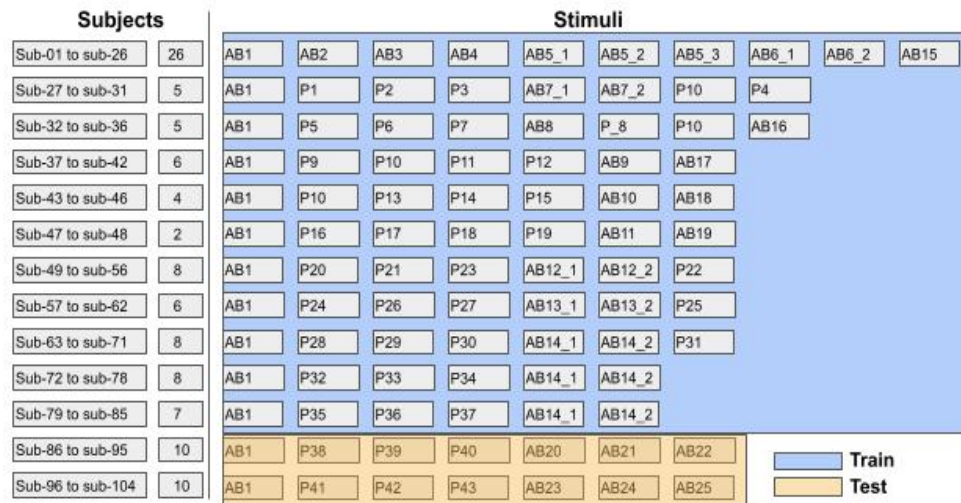 Subjects Stimuli
Sub-01 to sub-26 26 AB1 AB2 AB3 AB4 AB5_1 AB5_2 AB5_3 AB6_1 AB6_2 AB15
Sub-27 to sub-31 5 AB1 P1 P2 P3 AB7_1 AB7_2 P10 P4
Sub-32 to sub-36 5 AB1 P5 P6 P7 AB8 P_8 P10 AB16
Sub-37 to sub-42 6 AB1 P9 P10 P11 P12 AB9 AB17
Sub-43 to sub-46 4 AB1 P10 P13 P14 P15 AB10 AB18
Sub-47 to sub-48 2 AB1 P16 P17 P18 P19 AB11 AB19
Sub-49 to sub-56 8 AB1 P20 P21 P23 AB12_1 AB12_2 P22
Sub-57 to sub-62 6 AB1 P24 P26 P27 AB13_1 AB13_2 P25
Sub-63 to sub-71 8 AB1 P28 P29 P30 AB14_1 AB14_2 P31
Sub-72 to sub-78 8 AB1 P32 P33 P34 AB14_1 AB14_2
Sub-79 to sub-85 7 AB1 P35 P36 P37 AB14_1 AB14_2
Sub-86 to sub-95 10 AB1 P38 P39 P40 AB20 AB21 AB22
Train
Sub-96 to sub-104 10 AB1 P41 P42 P43 AB23 AB24 AB25
Test